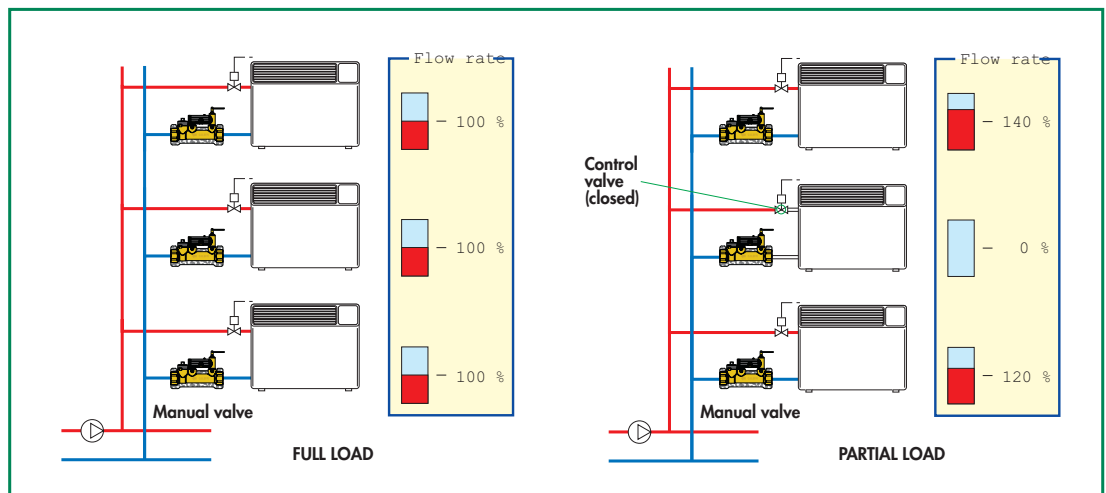 Flow rate
100 %
100 %
100 %
Manual valve
FULL LOAD
Flow rate
140 %
Control
valve
(closed)
0 %
120 %
Manual valve
PARTIAL LOAD